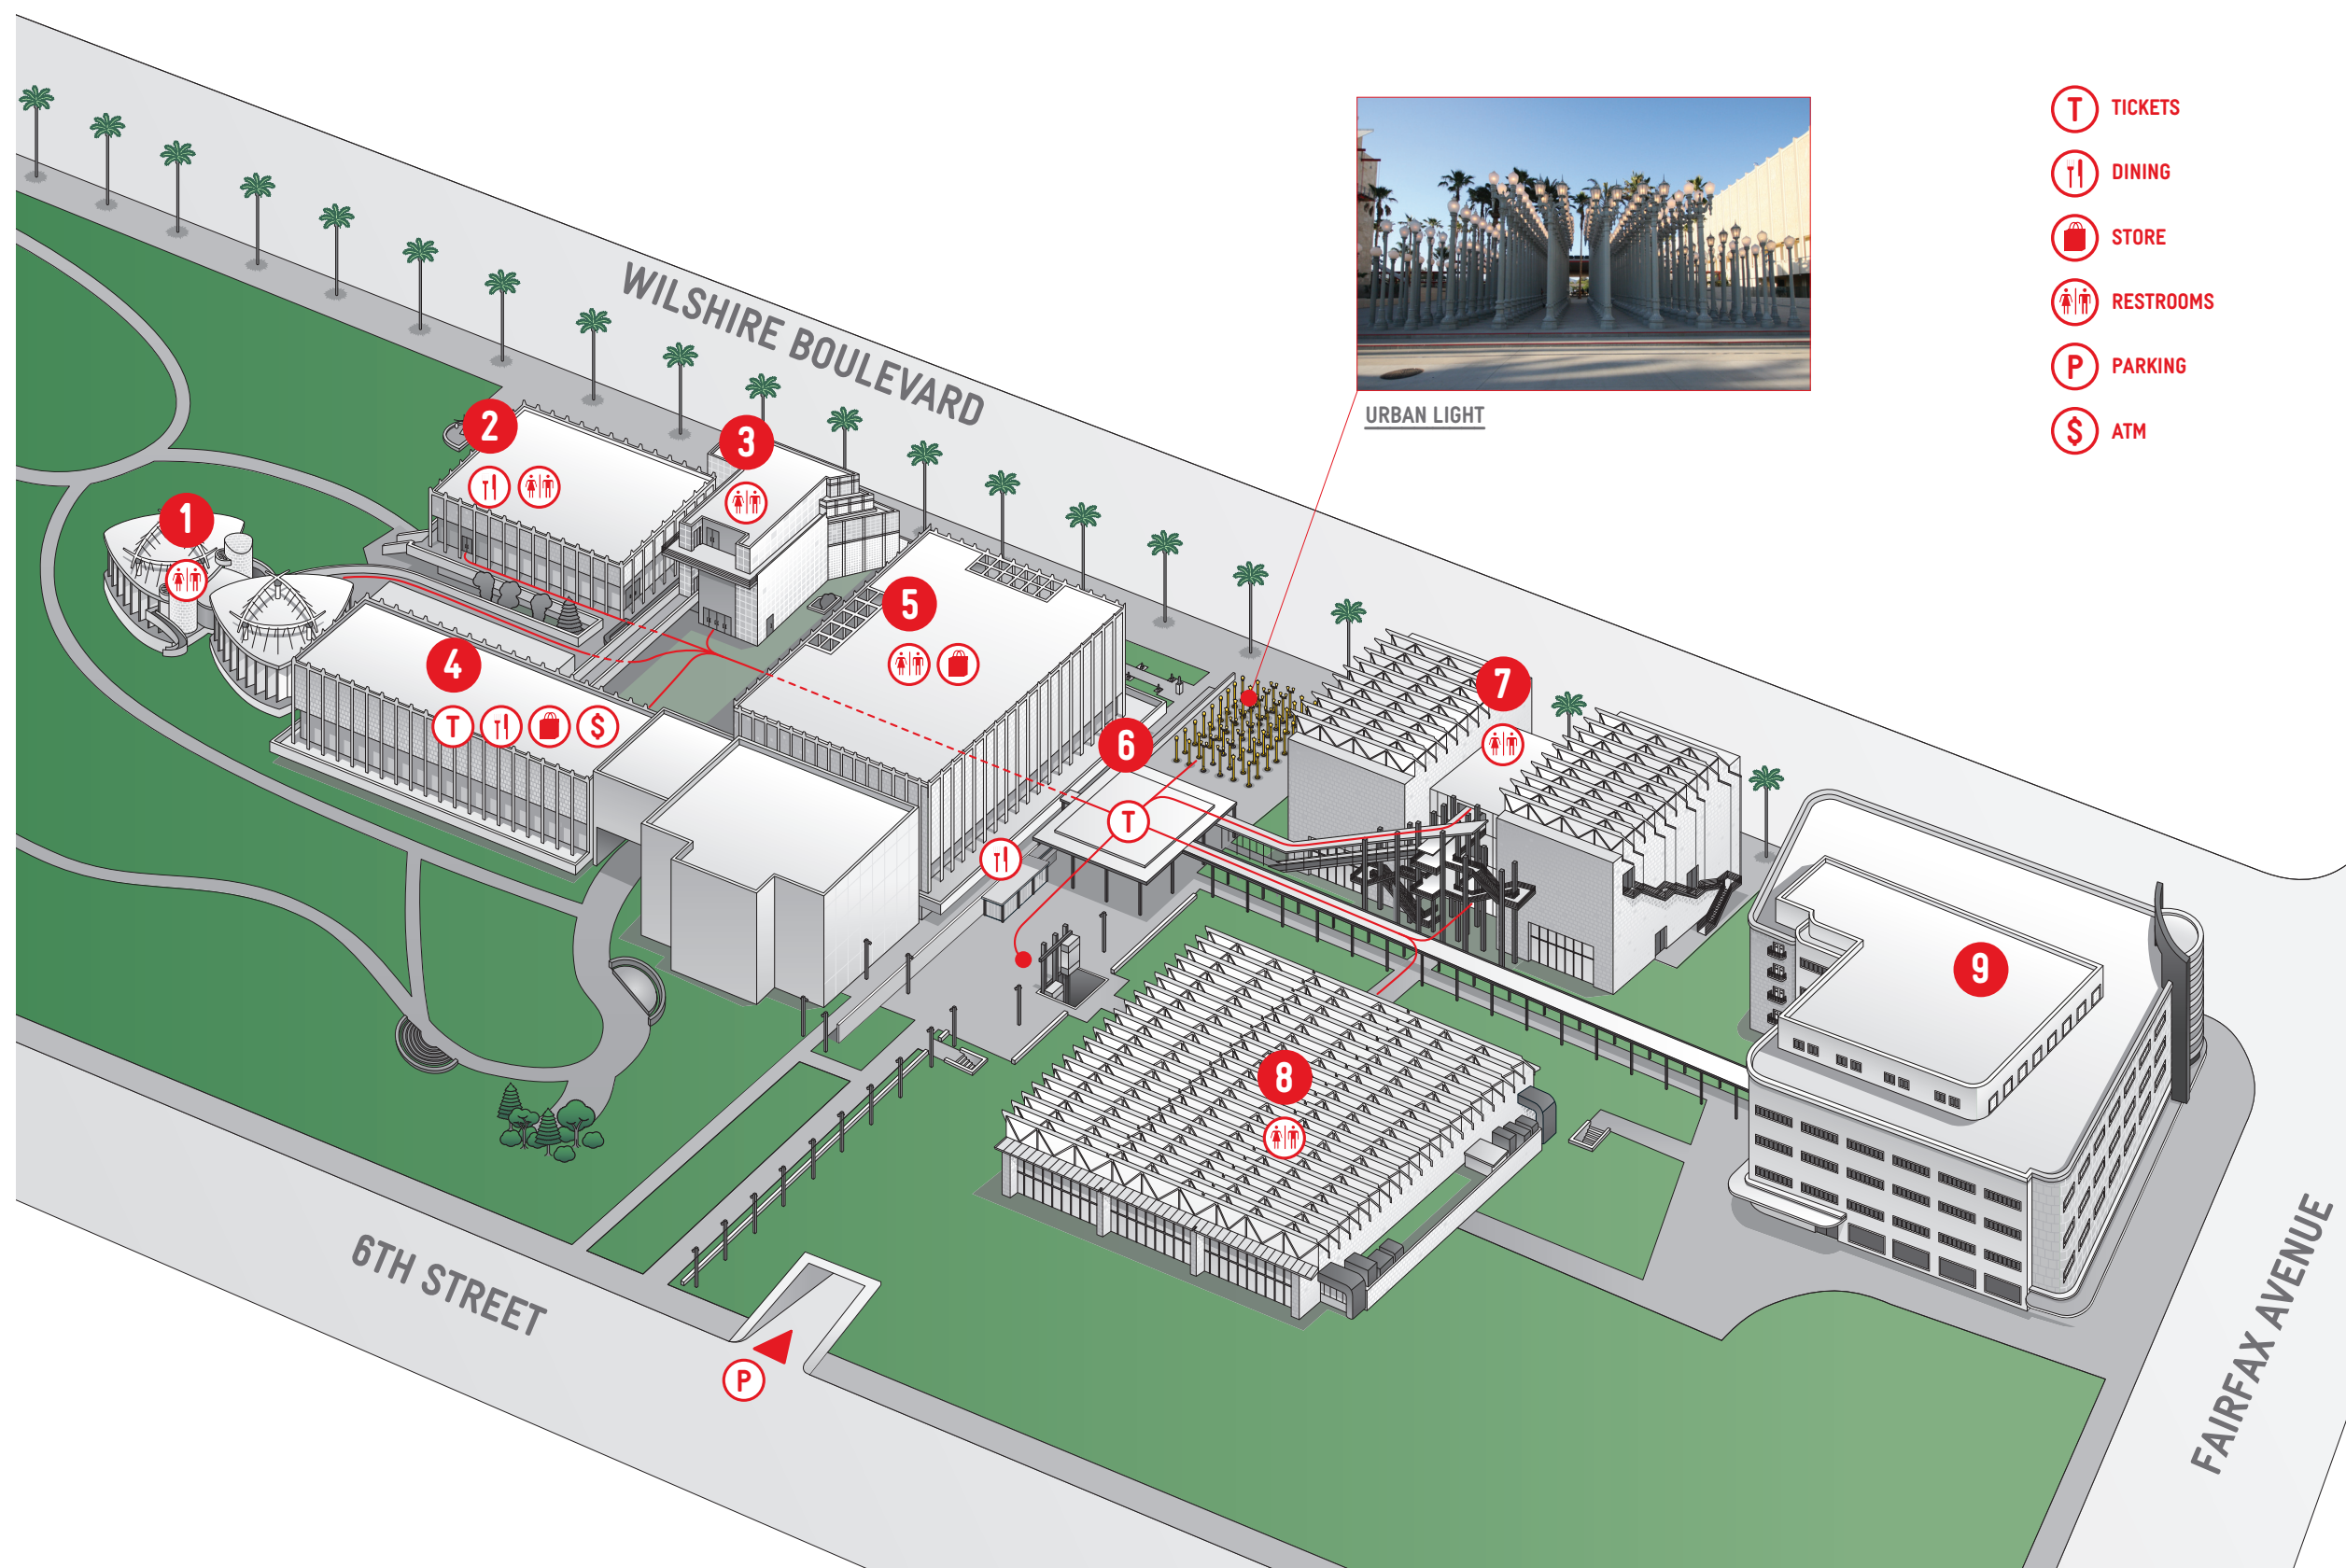 WILSHIRE BOULEVARD
URBAN LIGHT
T TICKETS
DINING
STORE
RESTROOMS
P PARKING
$ ATM
1
2
3
4
T
$
5
6
T
7
8
9
6TH STREET
P
FAIRFAX AVENUE